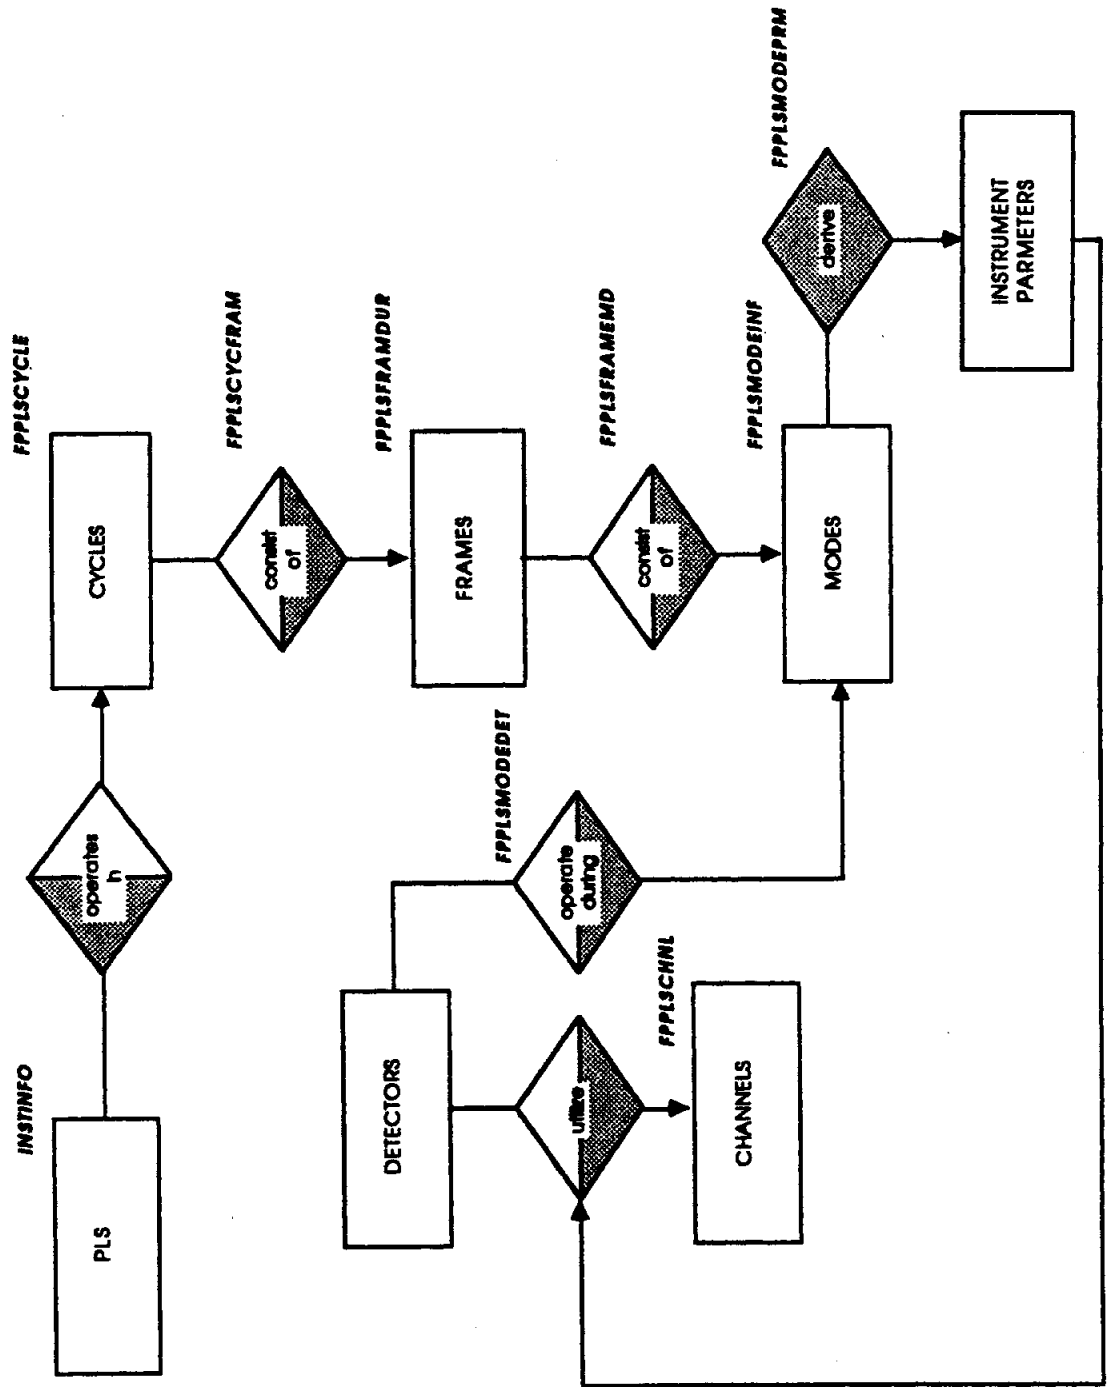 INSTINFO
PLS
operates
in
FPPLSCYCLE
CYCLES
FPPLSCYCFRAM
consist
of
FPPLSFRAMDUR
FRAMES
FPPLSFRAMEMD
consist
of
FPPLSMODEINF
MODES
FPPLSMODEPRM
derive
INSTRUMENT
PARMETERS
DETECTORS
FPPLSMODEDET
operate
during
utilize
FPPLSCHNL
CHANNELS